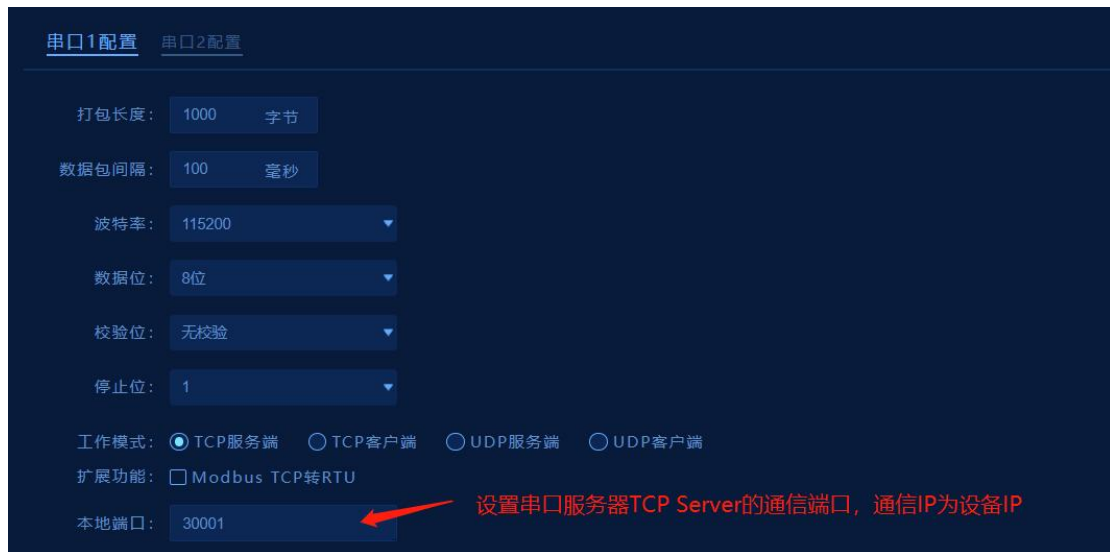 串口1配置 串口2配置
打包长度： 1000 字节
数据包间隔： 100 毫秒
波特率： 115200
数据位： 8位
校验位： 无校验
停止位： 1
工作模式： TCP服务端 TCP客户端 UDP服务端 UDP客户端
扩展功能： Modbus TCP转RTU
设置串口服务器TCP Server的通信端口，通信IP为设备IP
本地端口： 30001